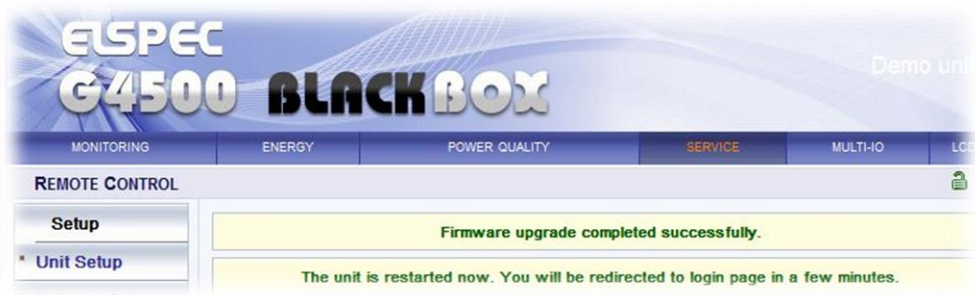 ELSPEC
G4500 BLACKBOX
Demo unit
MONITORING ENERGY POWER QUALITY SERVICE MULTI-IO LCD
REMOTE CONTROL
Setup
Firmware upgrade completed successfully.
Unit Setup
The unit is restarted now. You will be redirected to login page in a few minutes.